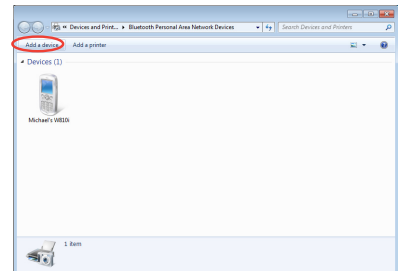 « Devices and Print... ▸ Bluetooth Personal Area Network Devices
Search Devices and Printers
Add a device
Add a printer
Devices (1)
Michael's W810i
1 item